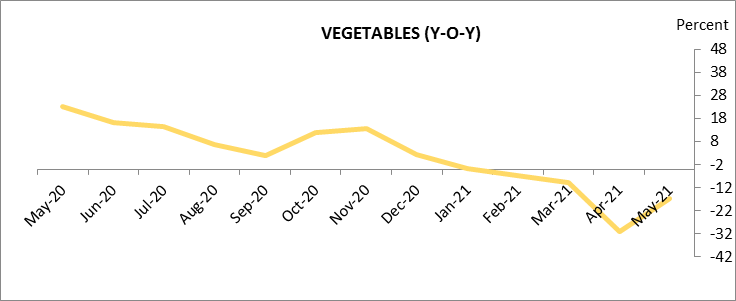 VEGETABLES (Y-O-Y)
Percent
48
38
28
18
8
-2
-12
-22
-32
-42
May-20
Jun-20
Jul-20
Aug-20
Sep-20
Oct-20
Nov-20
Dec-20
Jan-21
Feb-21
Mar-21
Apr-21
May-21